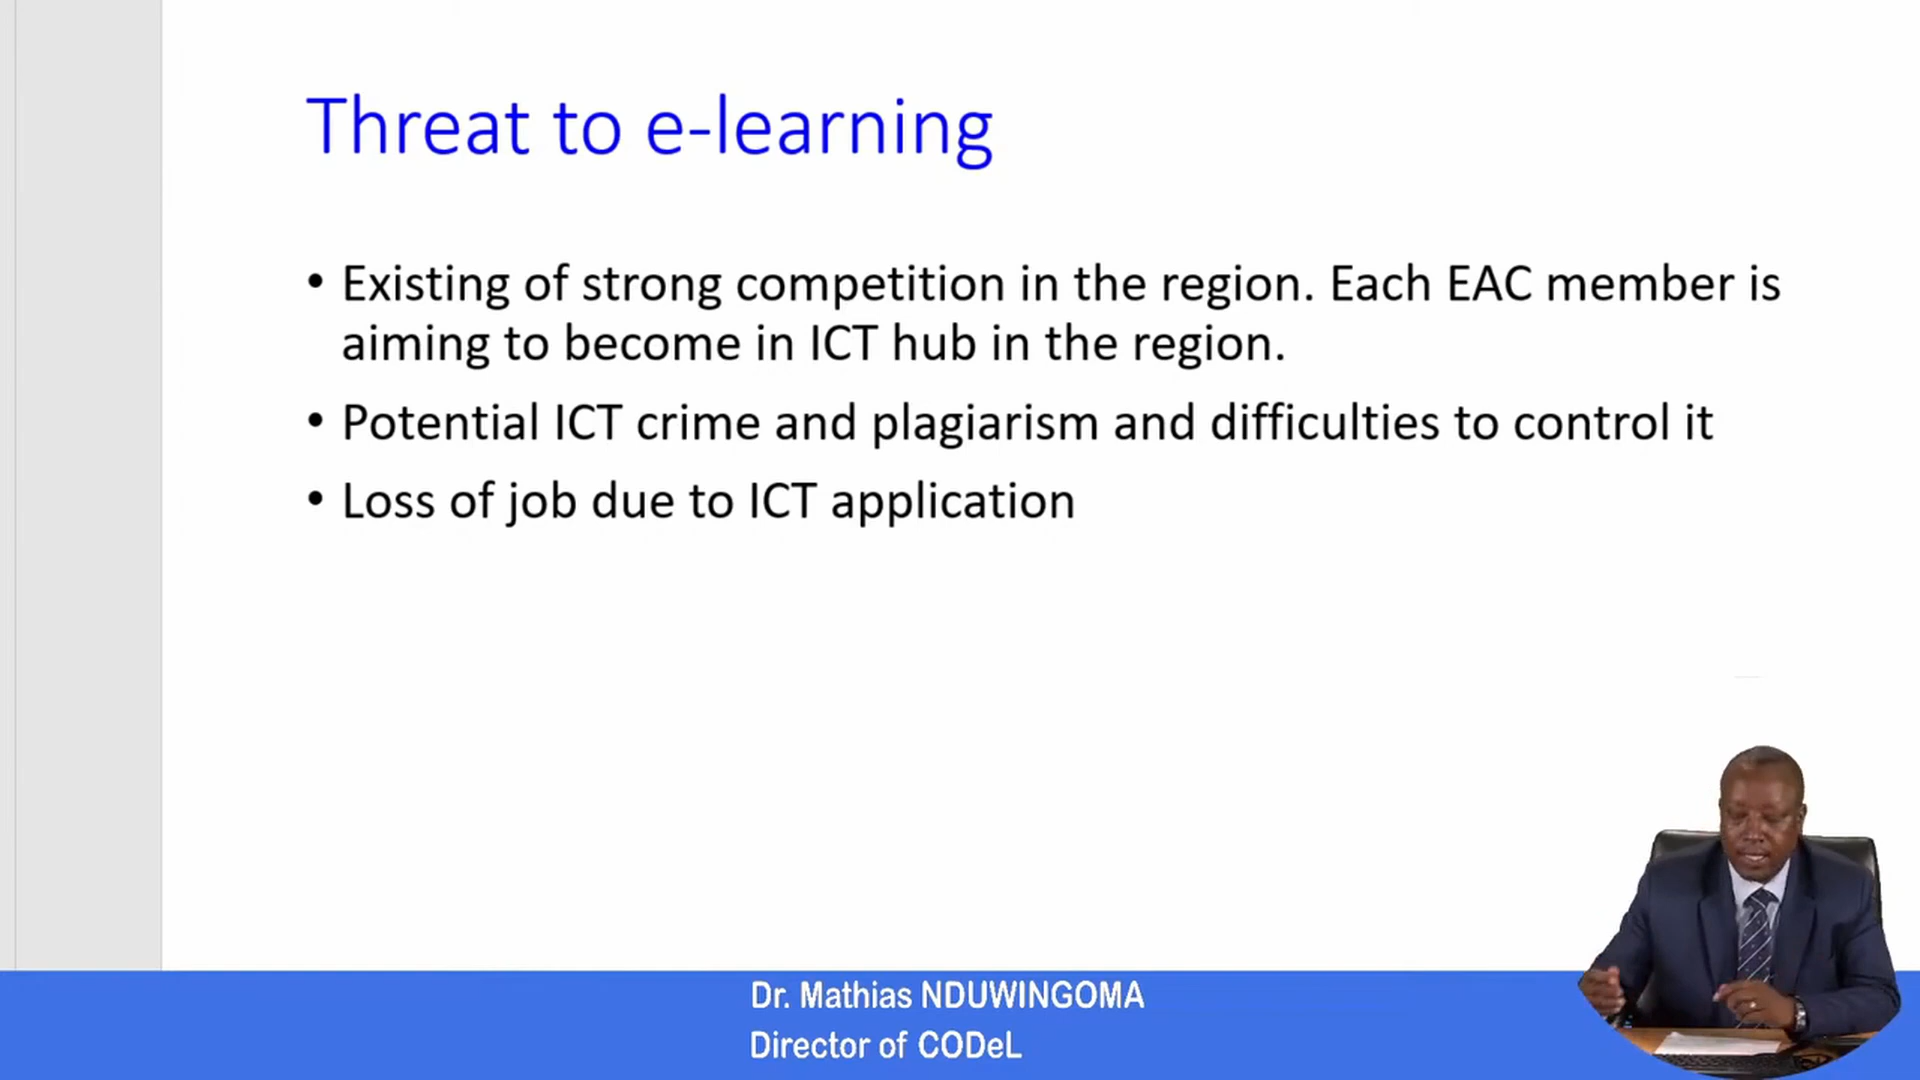 Threat to e-learning
• Existing of strong competition in the region. Each EAC member is
aiming to become in ICT hub in the region.
• Potential ICT crime and plagiarism and difficulties to control it
• Loss of job due to ICT application
Dr. Mathias NDUWINGOMA
Director of CODeL